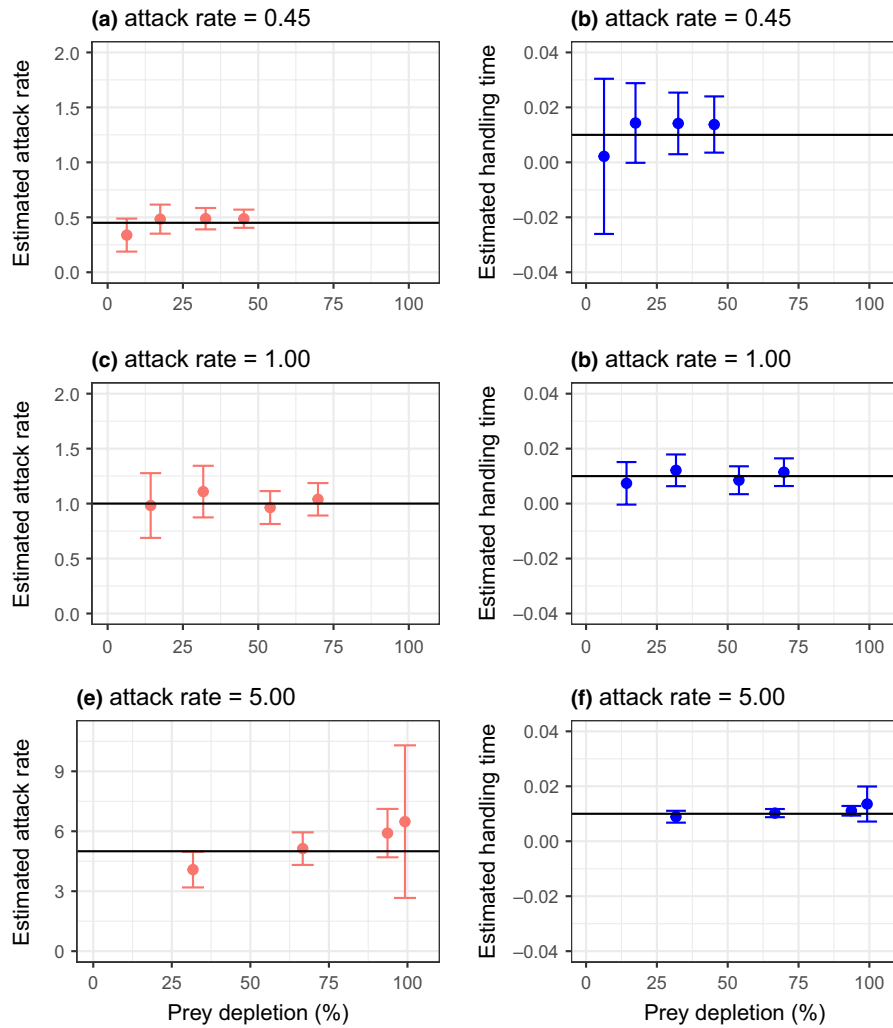 (a) attack rate = 0.45
Estimated attack rate
2.0
1.5
1.0
0.5
0.0
0 25 50 75 100
(b) attack rate = 0.45
Estimated handling time
0.04
0.02
0.00
−0.02
−0.04
0 25 50 75 100
(c) attack rate = 1.00
Estimated attack rate
2.0
1.5
1.0
0.5
0.0
0 25 50 75 100
(b) attack rate = 1.00
Estimated handling time
0.04
0.02
0.00
−0.02
−0.04
0 25 50 75 100
(e) attack rate = 5.00
Estimated attack rate
9
6
3
0
0 25 50 75 100
Prey depletion (%)
(f) attack rate = 5.00
Estimated handling time
0.04
0.02
0.00
−0.02
−0.04
0 25 50 75 100
Prey depletion (%)